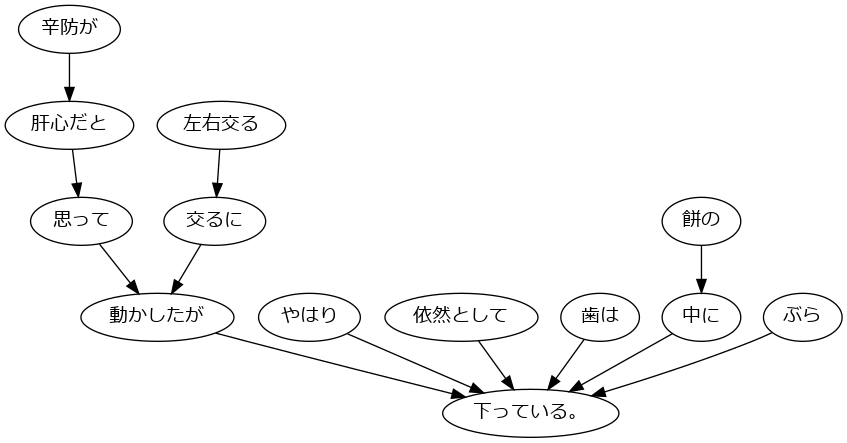 辛防が
肝心だと
左右交る
思って
交るに
餅の
動かしたが
やはり
依然として
歯は
中に
ぶら
下っている。